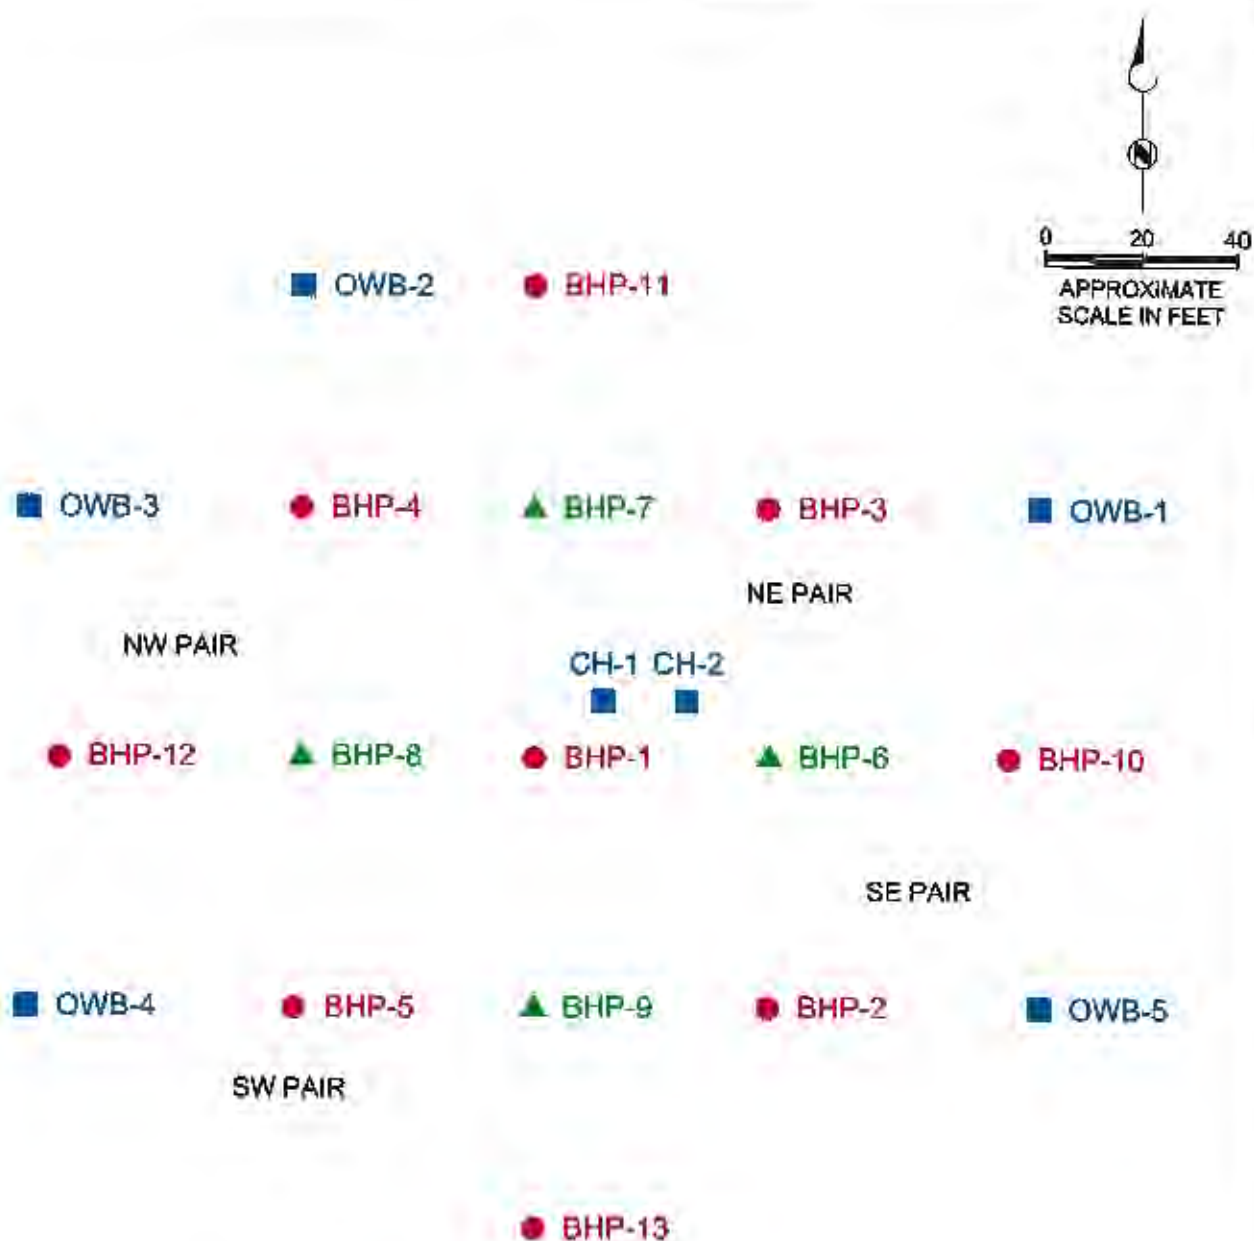 N
0 20 40
APPROXIMATE
SCALE IN FEET
OWB-2 BHP-11
OWB-3 BHP-4 BHP-7 BHP-3 OWB-1
NE PAIR
NW PAIR
CH-1 CH-2
BHP-12 BHP-8 BHP-1 BHP-6 BHP-10
SE PAIR
OWB-4 BHP-5 BHP-9 BHP-2 OWB-5
SW PAIR
BHP-13